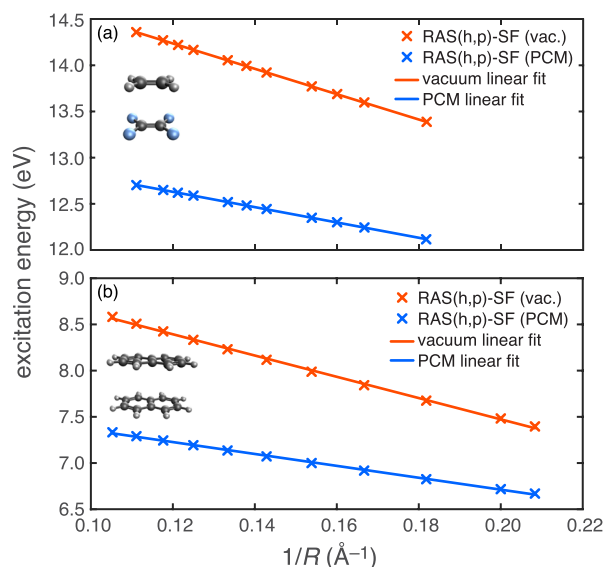 (a)
RAS(h,p)-SF (vac.)
RAS(h,p)-SF (PCM)
vacuum linear fit
PCM linear fit
14.5
14.0
13.5
13.0
12.5
12.0
excitation energy (eV)
(b)
RAS(h,p)-SF (vac.)
RAS(h,p)-SF (PCM)
vacuum linear fit
PCM linear fit
9.0
8.5
8.0
7.5
7.0
6.5
0.10 0.12 0.14 0.16 0.18 0.20 0.22
1/R (Å⁻¹)